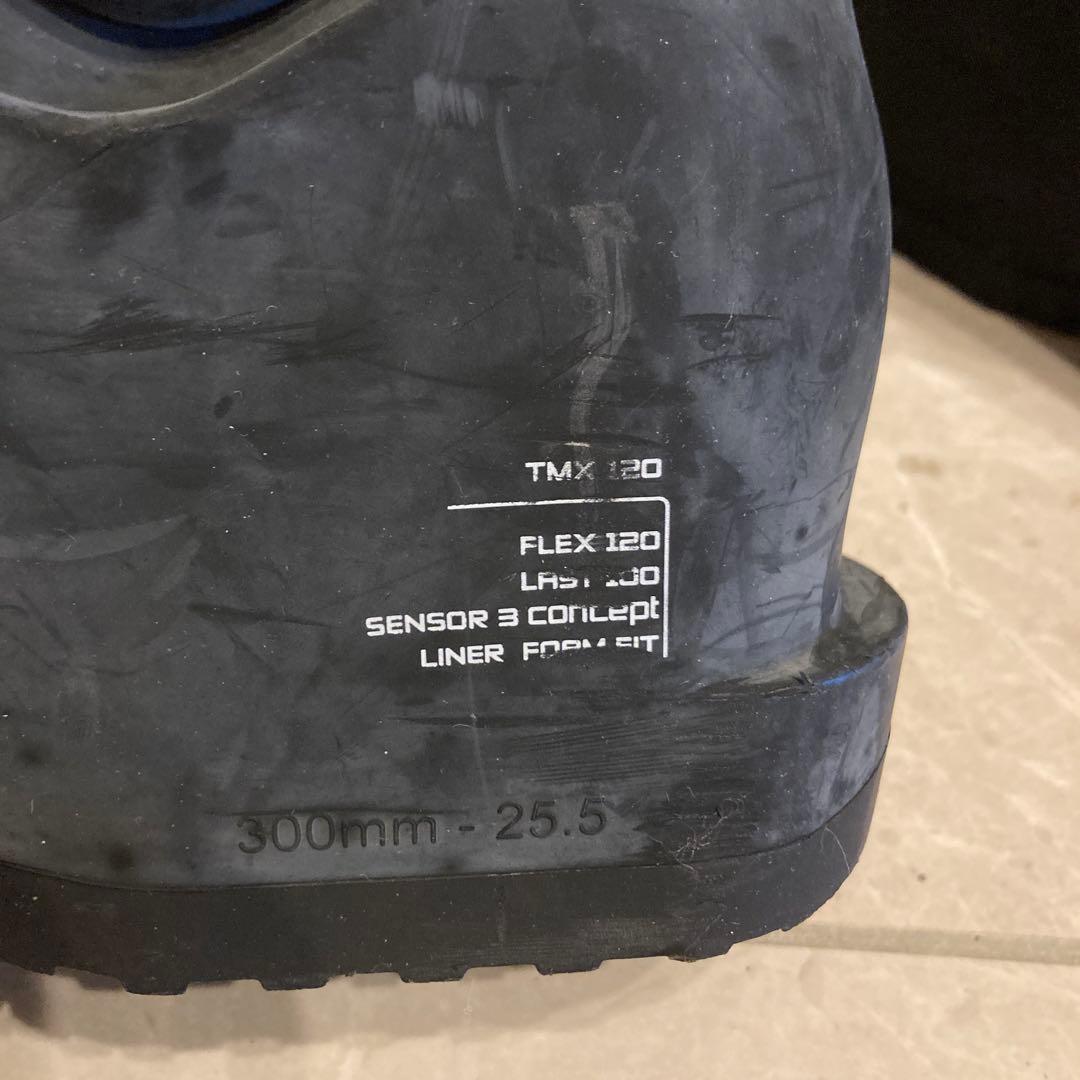 TMX 120
FLEX 120
LAST 100
SENSOR 3 concept
LINER FORM FIT
300mm - 25.5